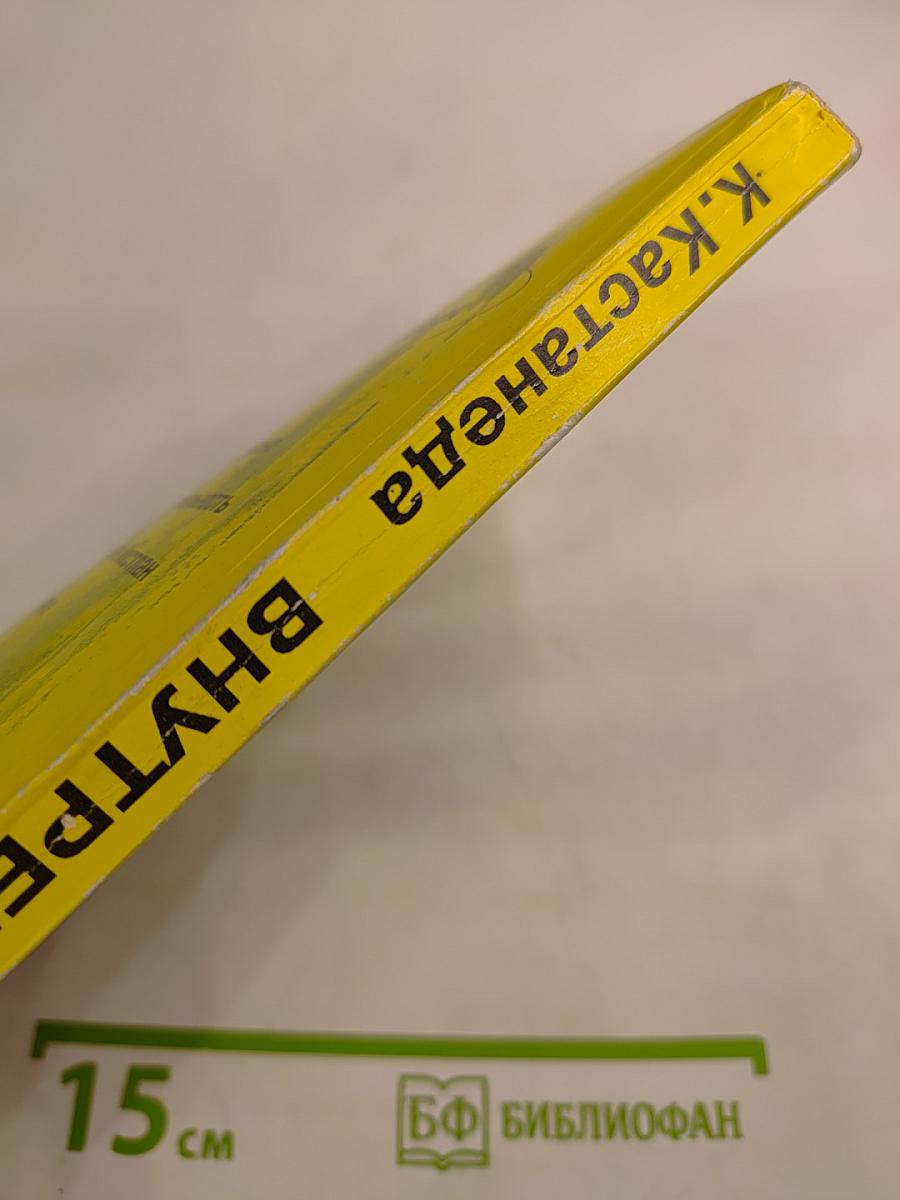 К.Кастанеда ВНУТРЕ
15 см
БФ БИБЛИОФАН